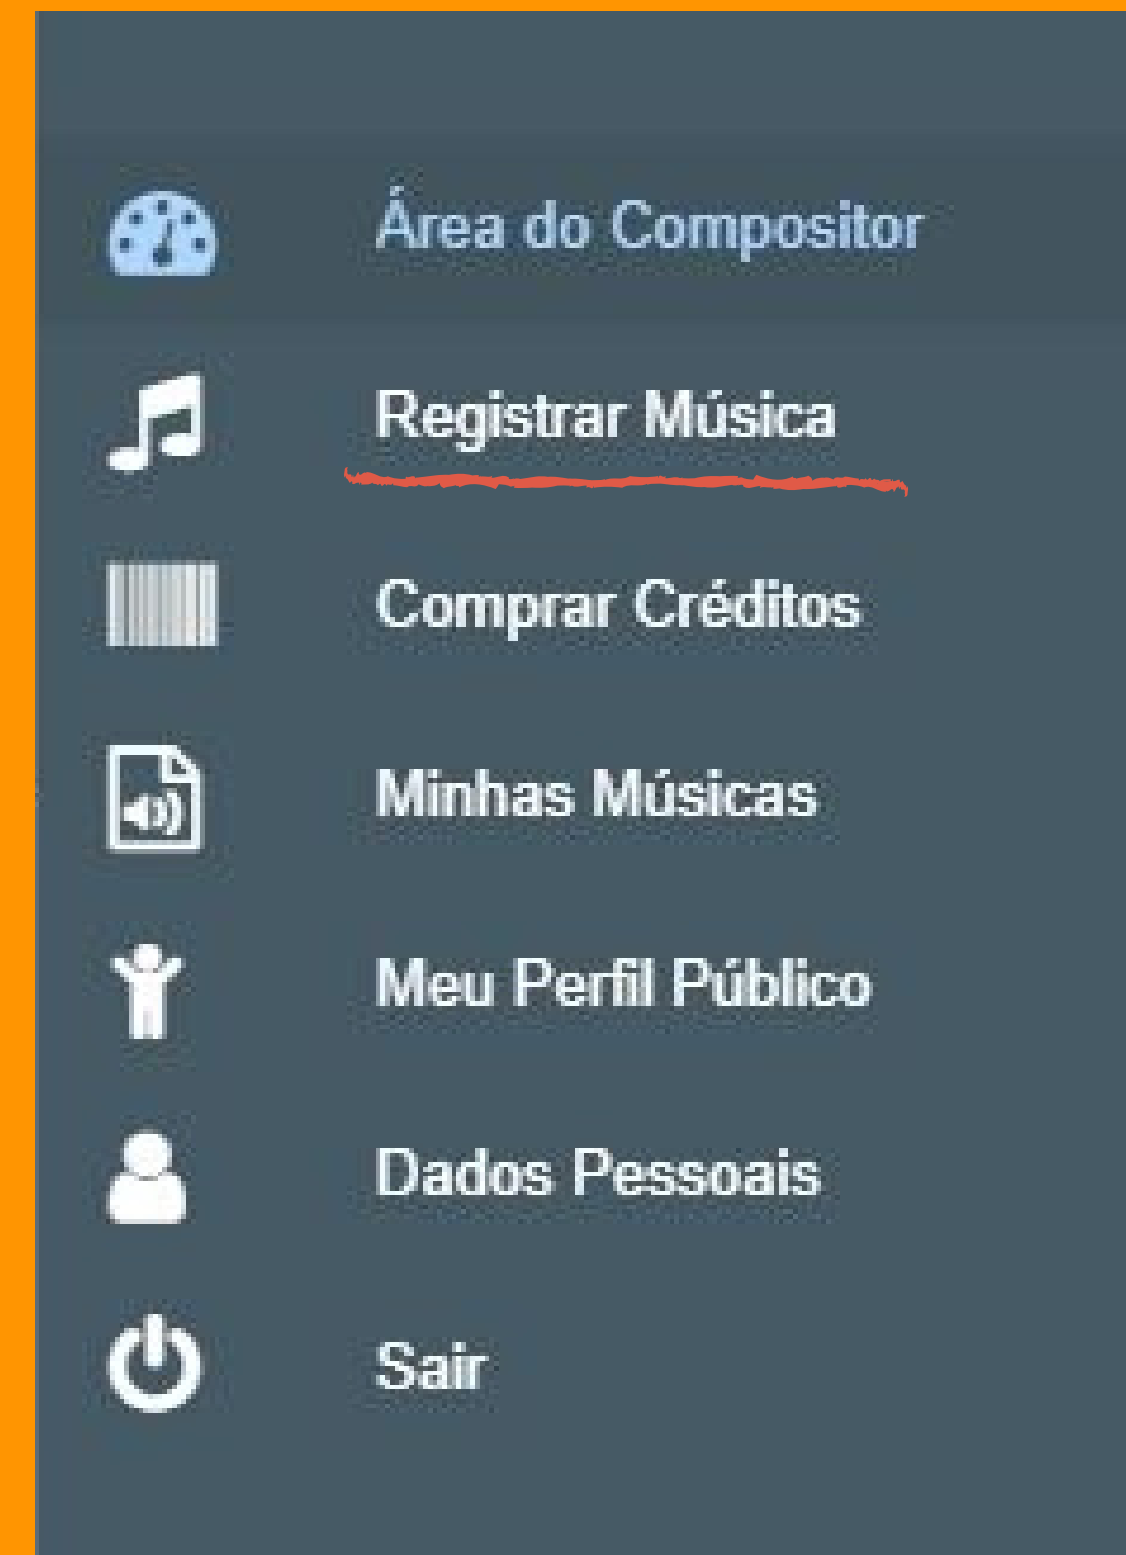 Área do Compositor
Registrar Música
Comprar Créditos
Minhas Músicas
Meu Perfil Público
Dados Pessoais
Sair